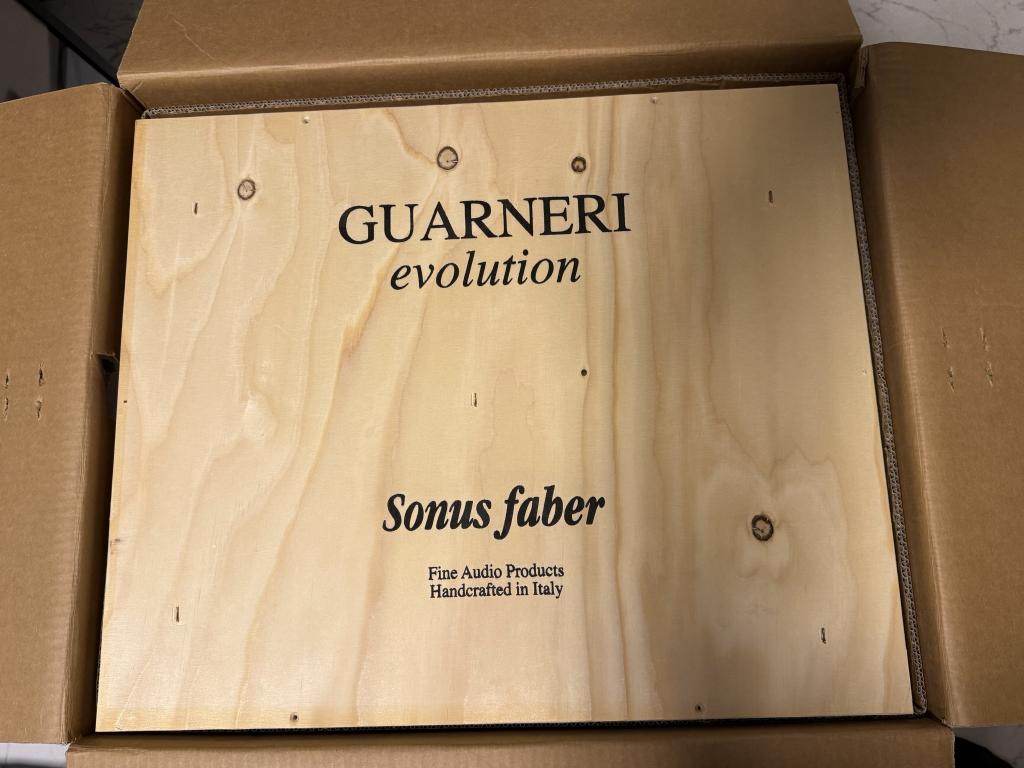 GUARNERI
evolution
Sonus faber
Fine Audio Products
Handcrafted in Italy